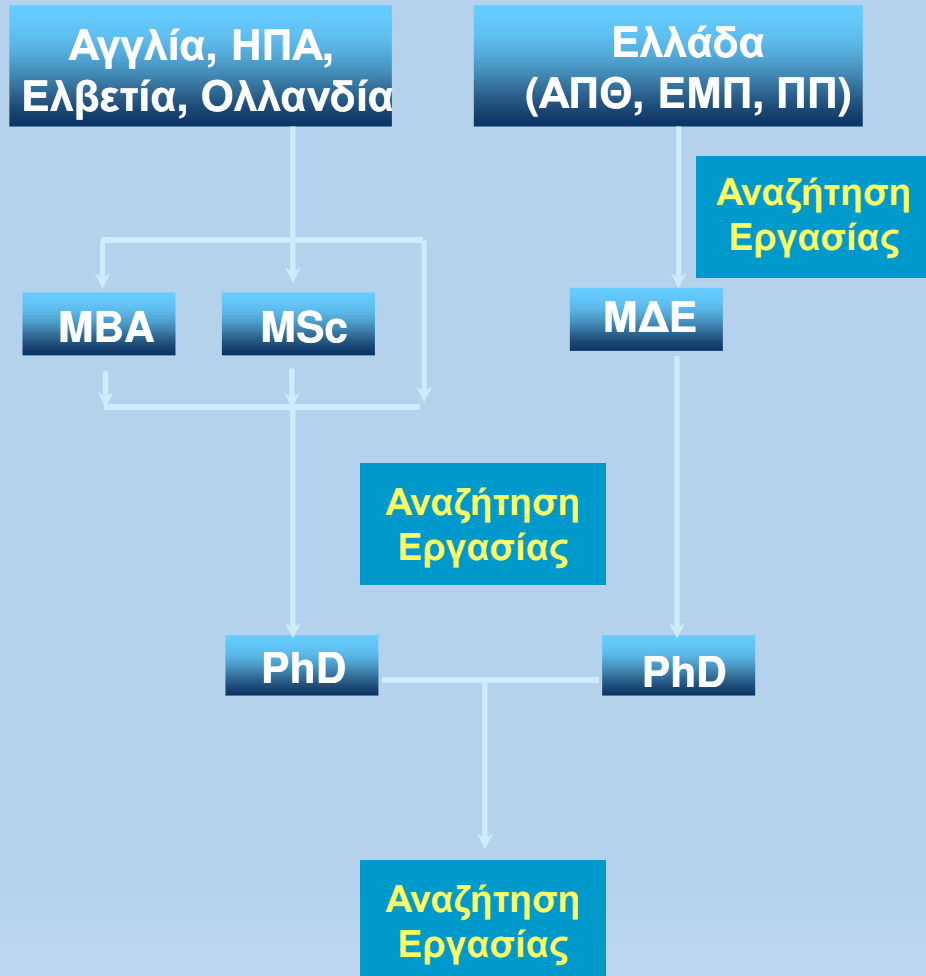 Αγγλία, ΗΠΑ,
Ελβετία, Ολλανδία
Ελλάδα
(ΑΠΘ, ΕΜΠ, ΠΠ)
Αναζήτηση
Εργασίας
MBA
MSc
ΜΔΕ
Αναζήτηση
Εργασίας
PhD
PhD
Αναζήτηση
Εργασίας